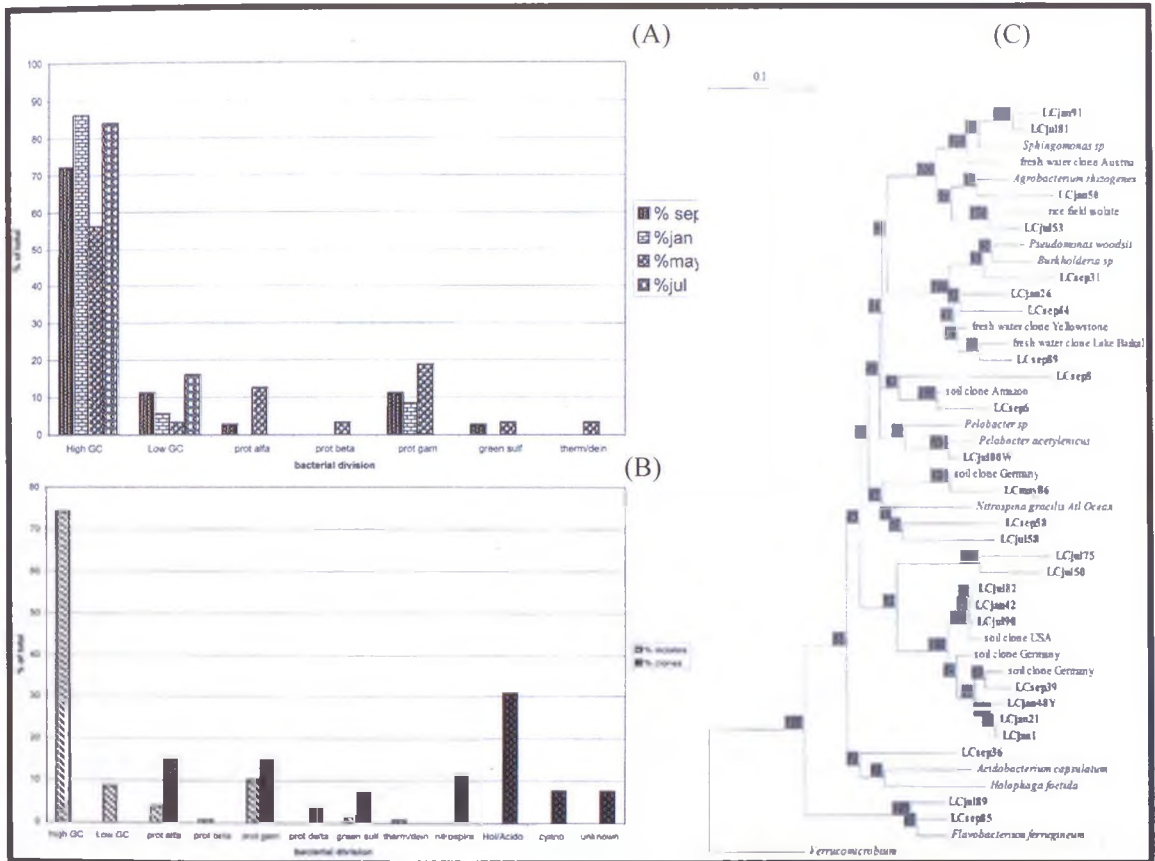 (A)
100
90
80
70
60
50
40
30
20
10
0
% of total
High GC
Low GC
prot alfa
prot beta
prot gam
green sulf
therm/dein
bacterial division
% sep
%jan
%may
%jul
(B)
80
70
60
50
40
30
20
10
0
% of total
% isolates
% clones
High GC
Low GC
prot alfa
prot beta
prot gam
prot delta
green sulf
therm/dein
nitrospira
Hol/Acido
cyano
unknown
bacterial division
(C)
0.1
LCjan91
LCjul81
Sphingomonas sp
fresh water clone Austria
Agrobacterium rhizogenes
LCjan50
rice field isolate
LCjul53
Pseudomonas woodsii
Burkholderia sp
LCsep31
LCjan26
LCsep44
fresh water clone Yellowstone
fresh water clone Lake Baikal
LCsep89
LCsep8
soil clone Amazon
LCsep6
Pelobacter sp
Pelobacter acetylenicus
LCjul80W
soil clone Germany
LCmay86
Nitrospina gracilis Atl Ocean
LCsep58
LCjul58
LCjul75
LCjul50
LCjul82
LCjan42
LCjul90
soil clone USA
soil clone Germany
soil clone Germany
LCsep39
LCjan48Y
LCjan21
LCjan1
LCsep36
Acidobacterium capsulatum
Holophaga foetida
LCjul89
LCsep85
Flavobacterium ferrugineum
Verrucomicrobium